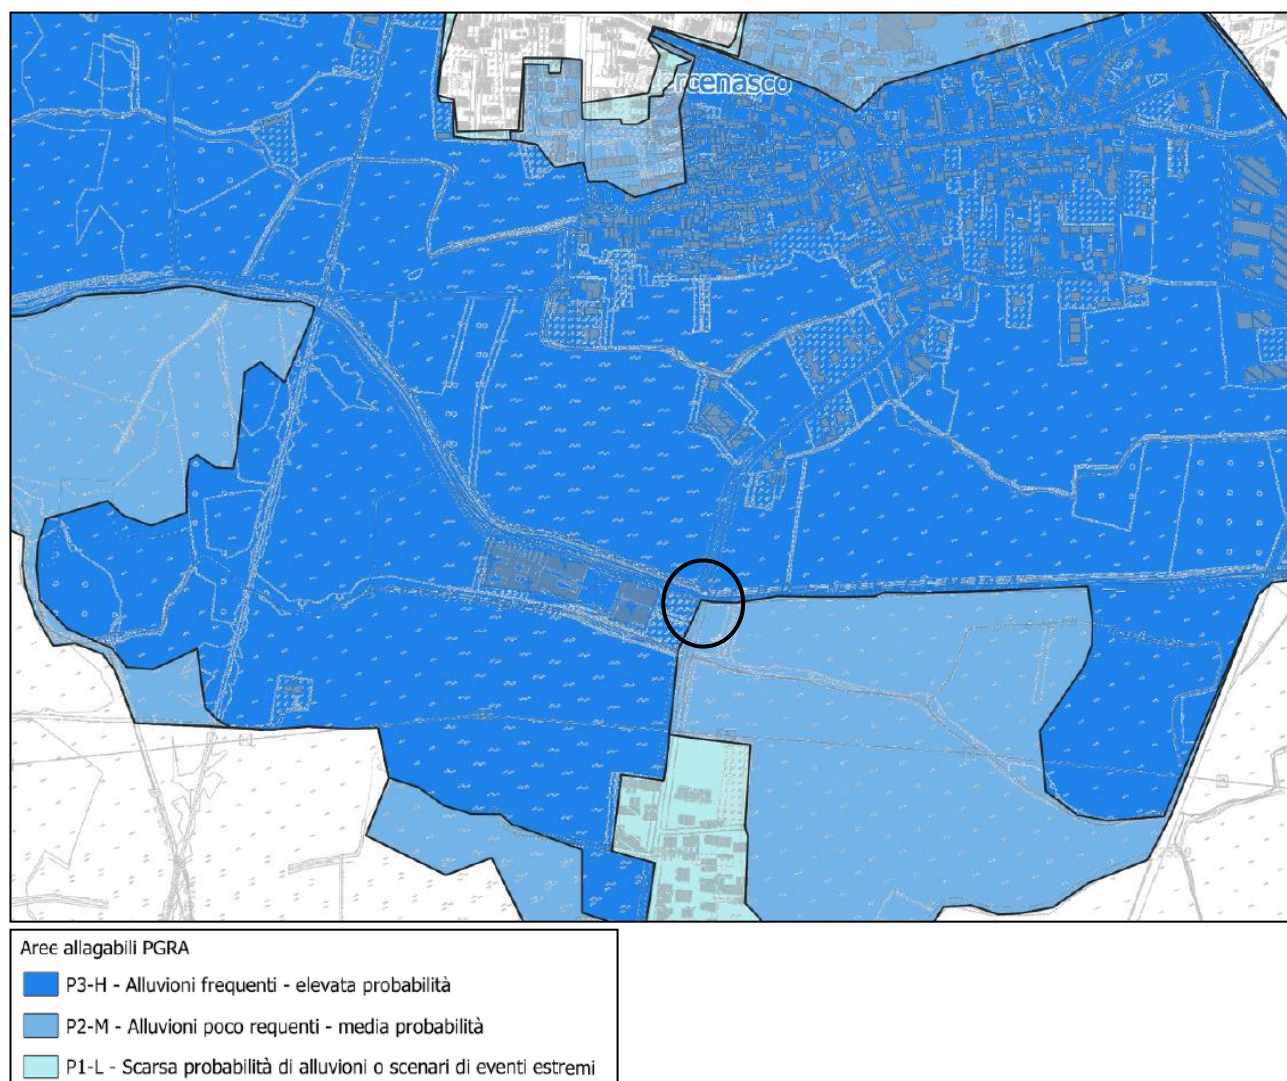 ercenasco
Aree allagabili PGRA
P3-H - Alluvioni frequenti - elevata probabilità
P2-M - Alluvioni poco requenti - media probabilità
P1-L - Scarsa probabilità di alluvioni o scenari di eventi estremi